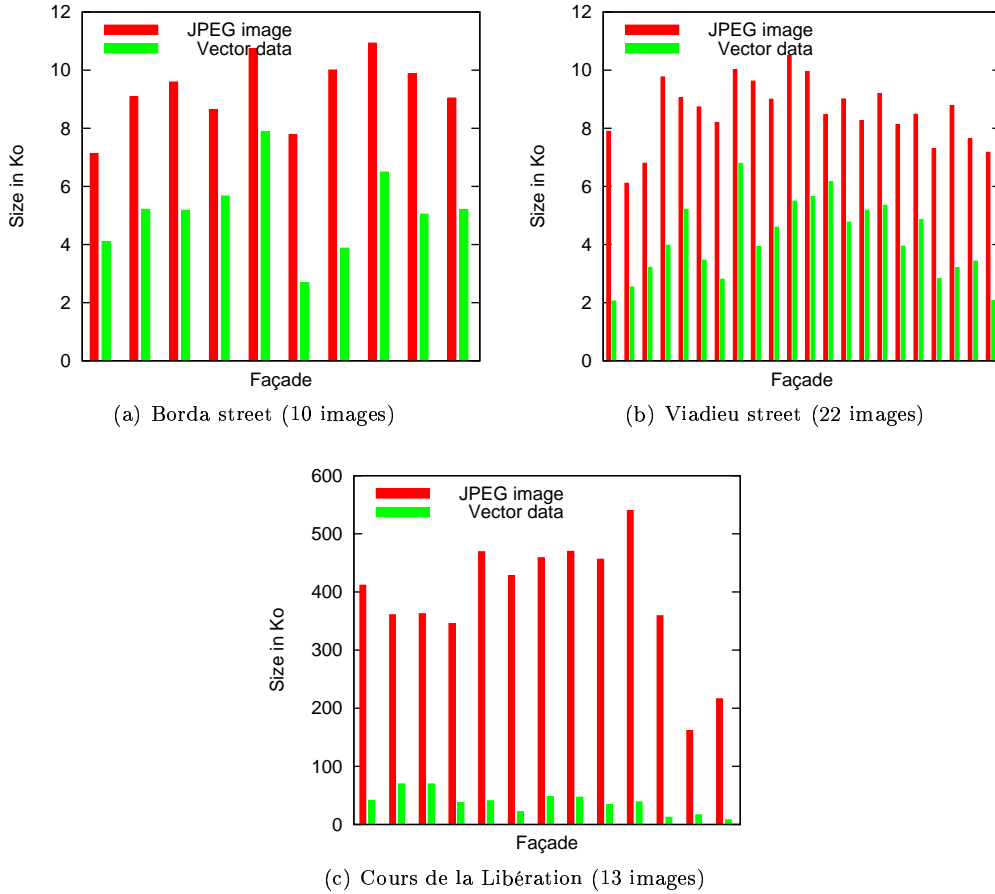 12
10
8
6
4
2
0
Size in Ko
JPEG image
Vector data
Façade
(a) Borda street (10 images)
12
10
8
6
4
2
0
Size in Ko
JPEG image
Vector data
Façade
(b) Viadieu street (22 images)
600
500
400
300
200
100
0
Size in Ko
JPEG image
Vector data
Façade
(c) Cours de la Libération (13 images)